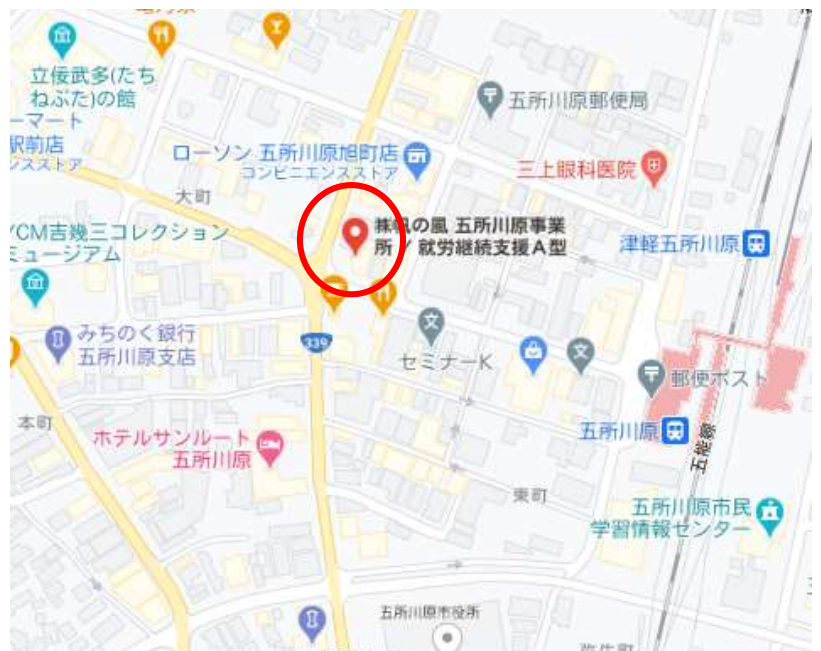 立佞武多(たち
ねぶた)の館
ーマート
駅前店
五所川原郵便局
ローソン 五所川原旭町店
コンビニエンスストア
三上眼科医院
大町
株帆の風 五所川原事業
所 / 就労継続支援A型
CM吉幾三コレクション
ミュージアム
津軽五所川原
339
みちのく銀行
五所川原支店
セミナーK
郵便ポスト
本町
ホテルサンルート
五所川原
五所川原
五能線
東町
五所川原市民
学習情報センター
五所川原市役所
弥生町